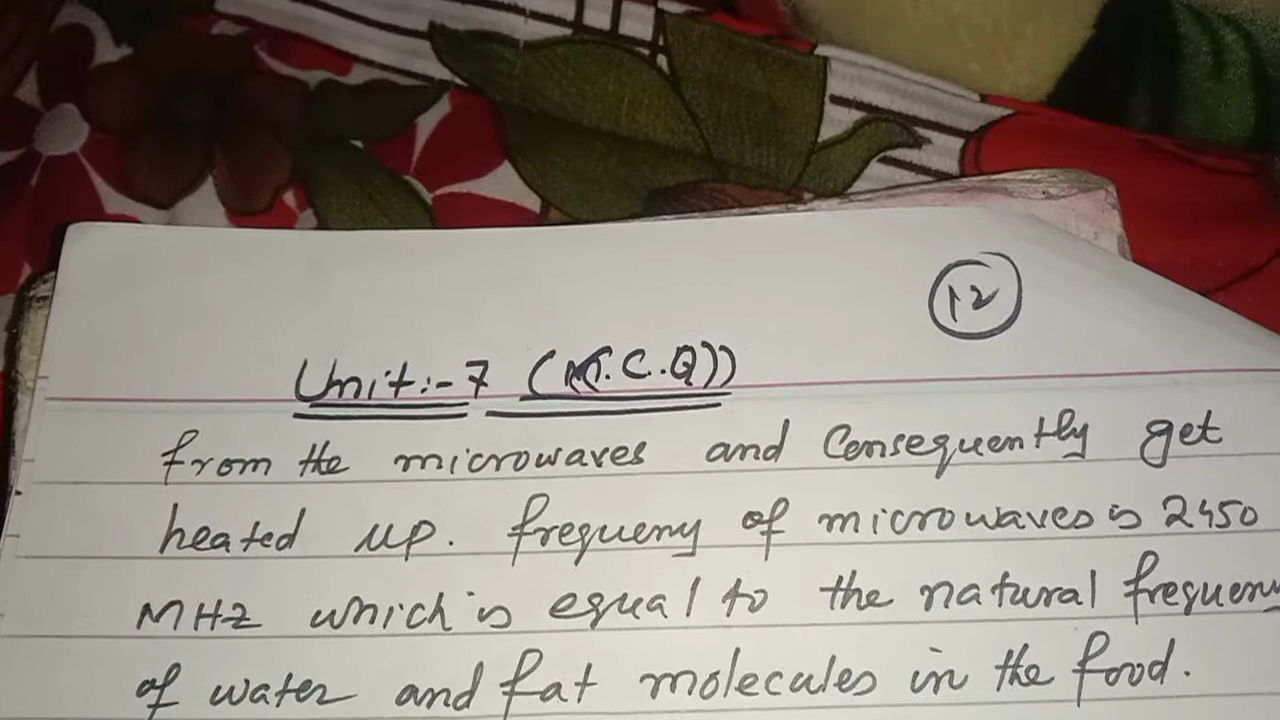 12
Unit:-7 (M.C.Q))
from the microwaves and Consequently get
heated up. frequeny of microwaves is 2450
MHz which is equal to the natural frequeny
of water and fat molecules in the food.